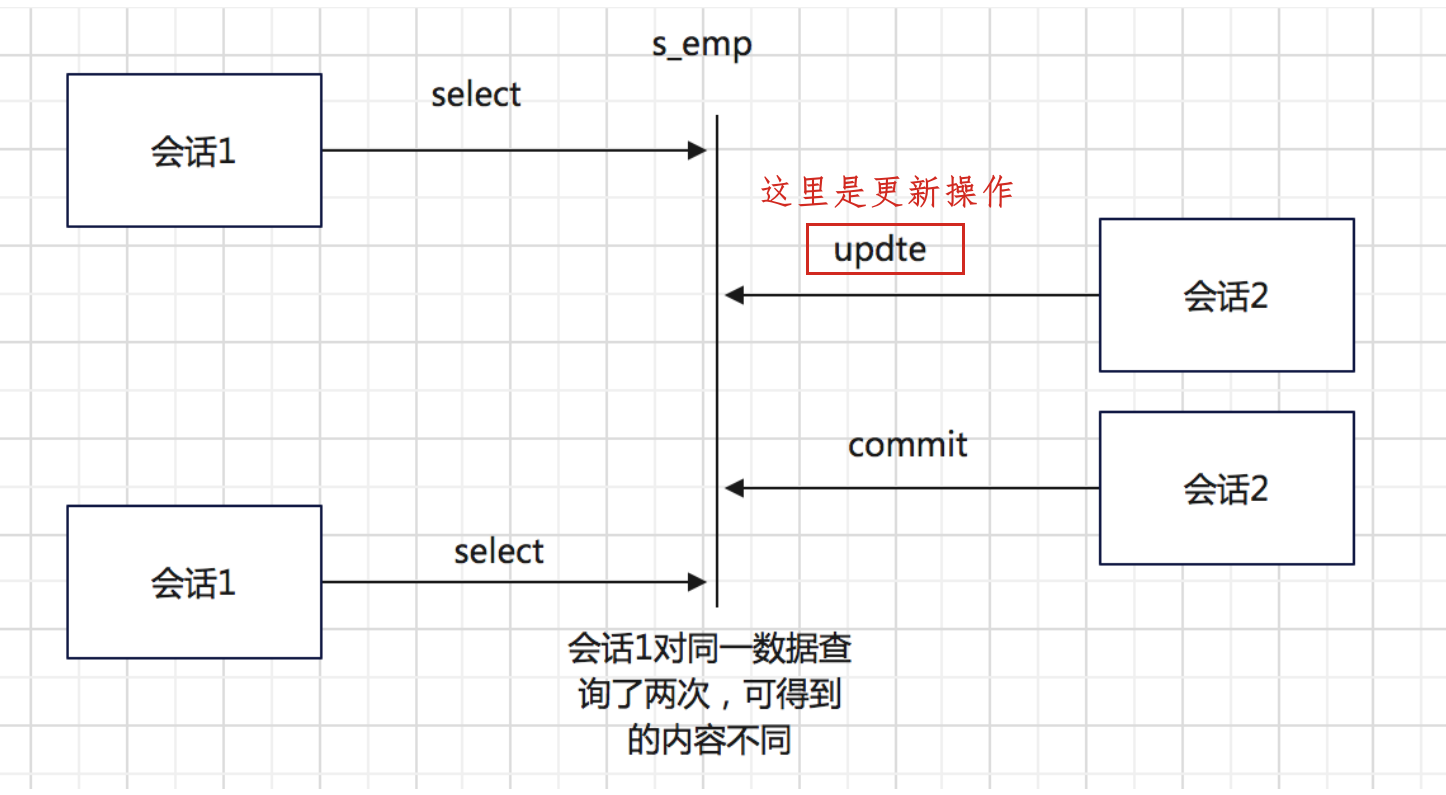 s_emp
select
会话1
这里是更新操作
updte
会话2
commit
会话2
select
会话1
会话1对同一数据查
询了两次，可得到
的内容不同